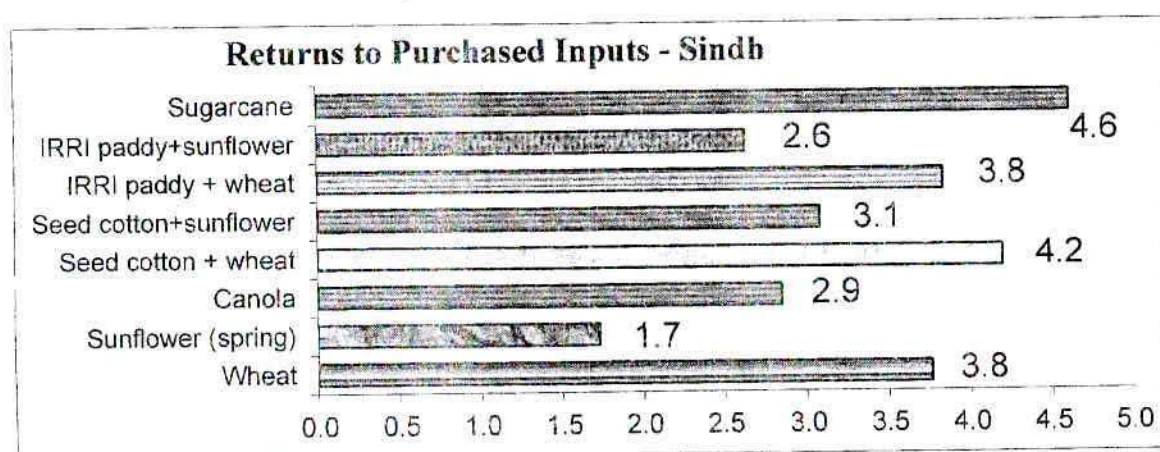 Returns to Purchased Inputs - Sindh
Sugarcane 4.6
IRRI paddy+sunflower 2.6
IRRI paddy + wheat 3.8
Seed cotton+sunflower 3.1
Seed cotton + wheat 4.2
Canola 2.9
Sunflower (spring) 1.7
Wheat 3.8
0.0 0.5 1.0 1.5 2.0 2.5 3.0 3.5 4.0 4.5 5.0